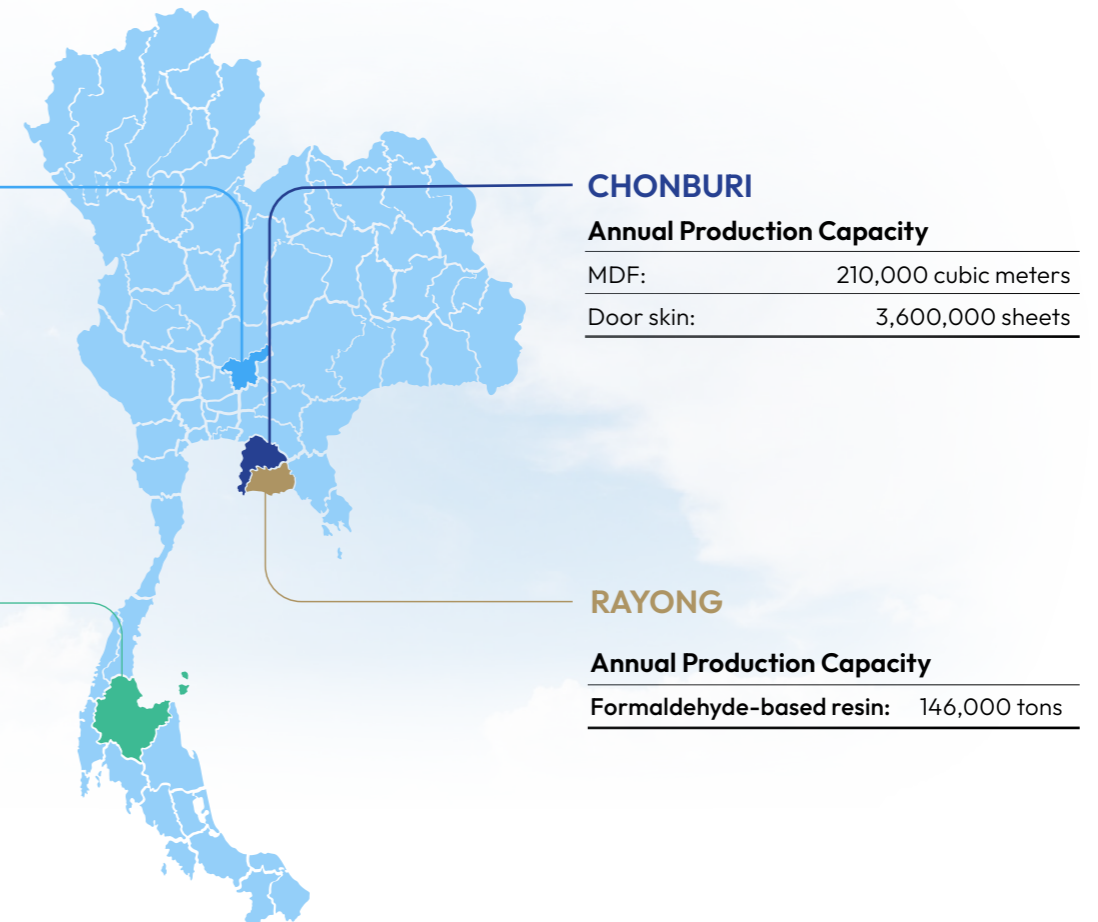 CHONBURI
Annual Production Capacity
MDF: 210,000 cubic meters
Door skin: 3,600,000 sheets
RAYONG
Annual Production Capacity
Formaldehyde-based resin: 146,000 tons